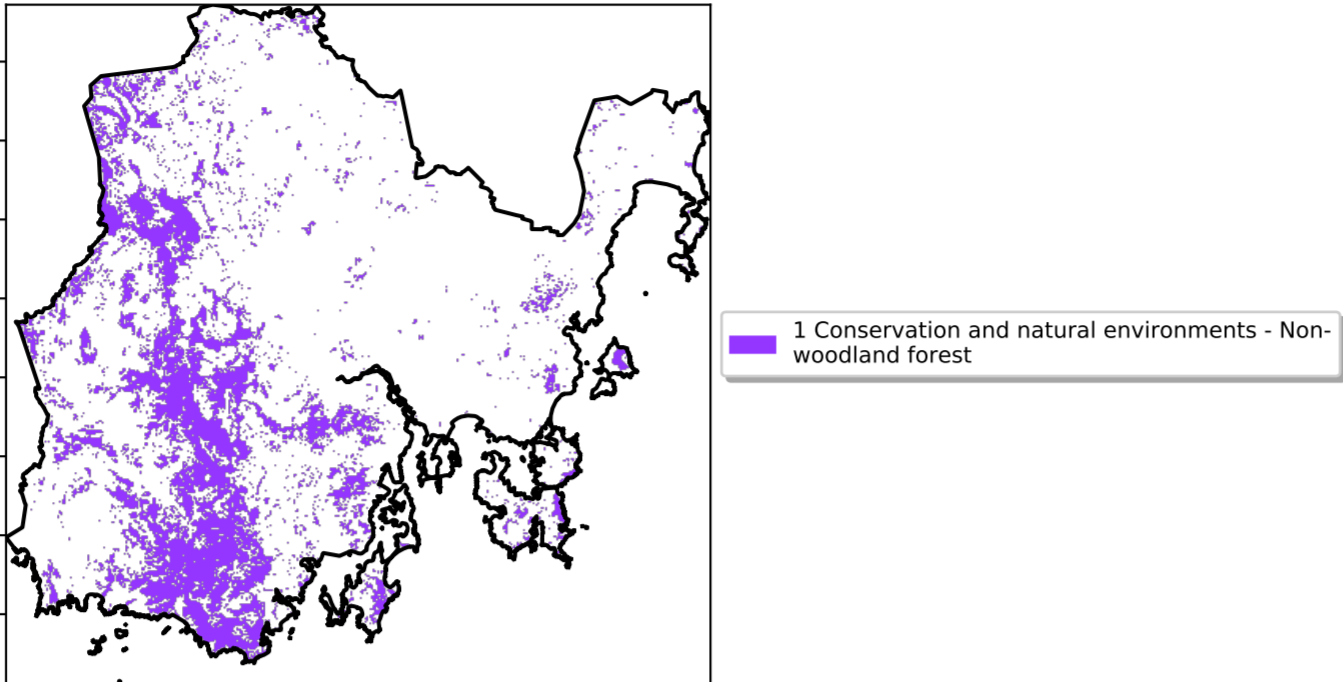 1 Conservation and natural environments - Non-
woodland forest